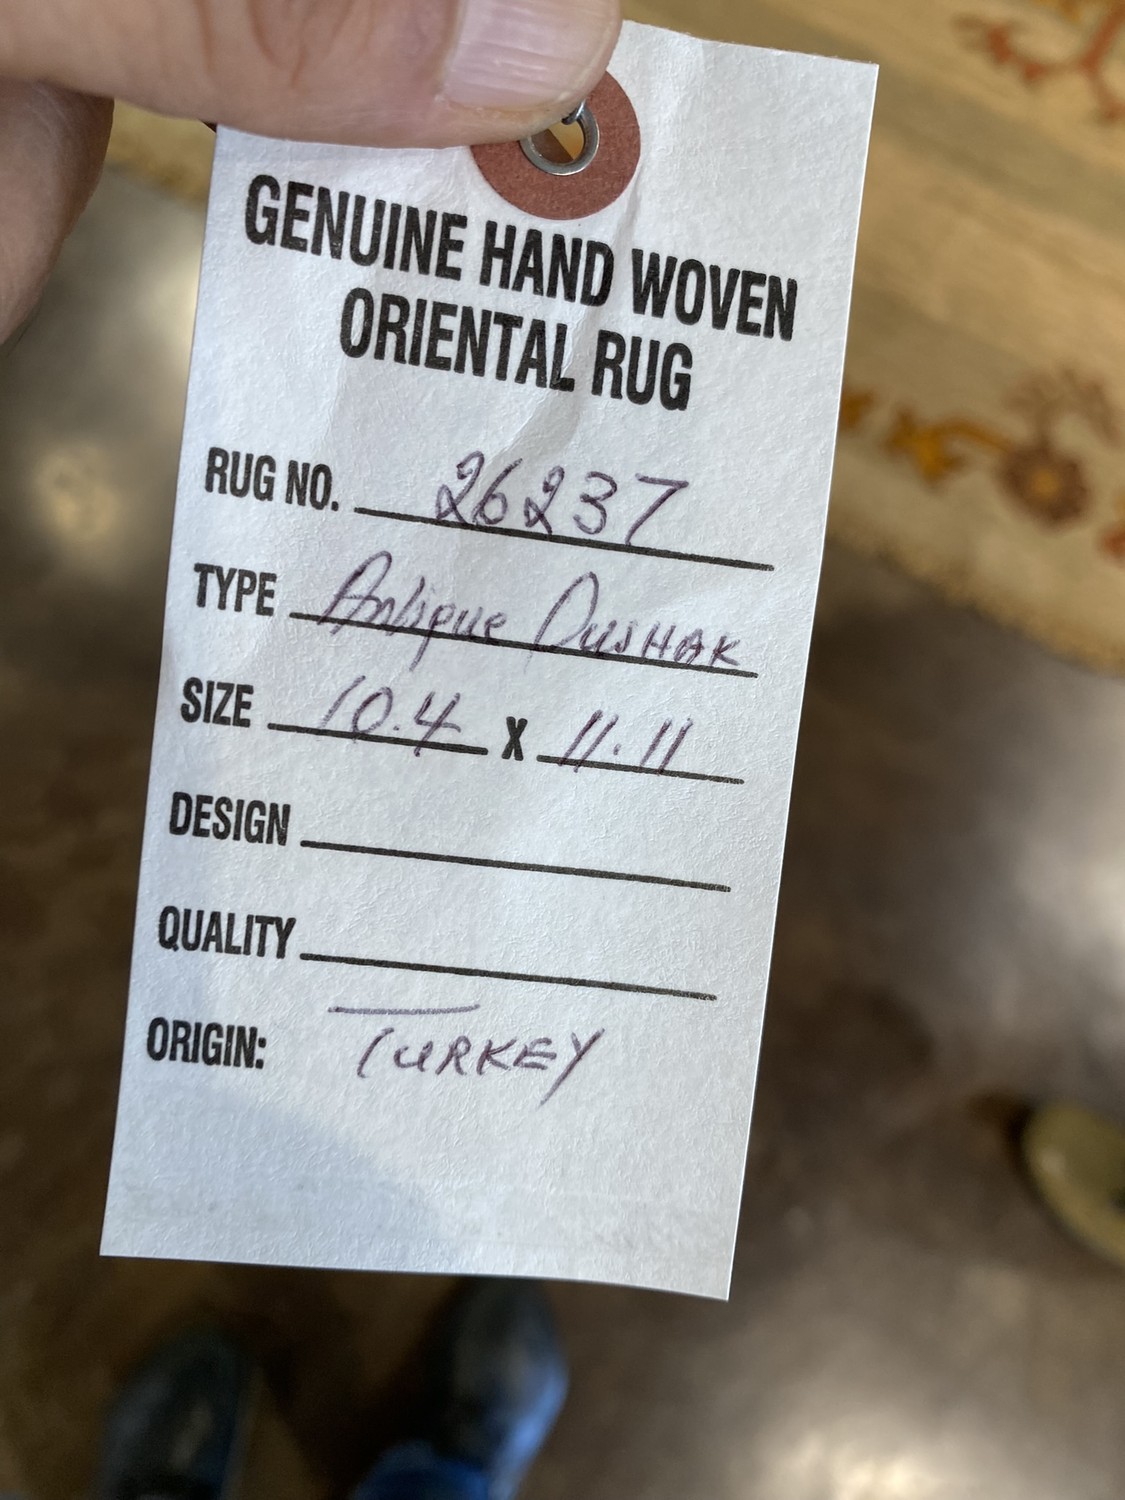 GENUINE HAND WOVEN
ORIENTAL RUG
RUG NO. 26237
TYPE Antique OUSHAK
SIZE 10.4 X 11.11
DESIGN
QUALITY
ORIGIN: TURKEY